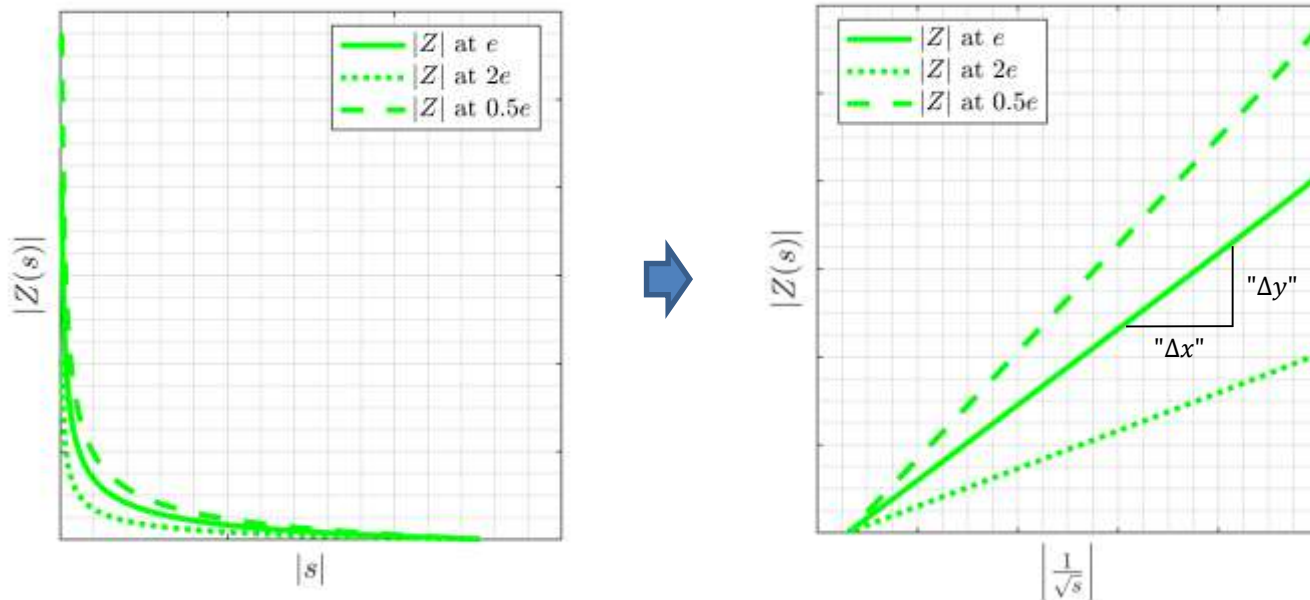 |Z| at e
|Z| at 2e
|Z| at 0.5e
|Z(s)|
|s|
|Z| at e
|Z| at 2e
|Z| at 0.5e
|Z(s)|
"Δy"
"Δx"
|1/√s|